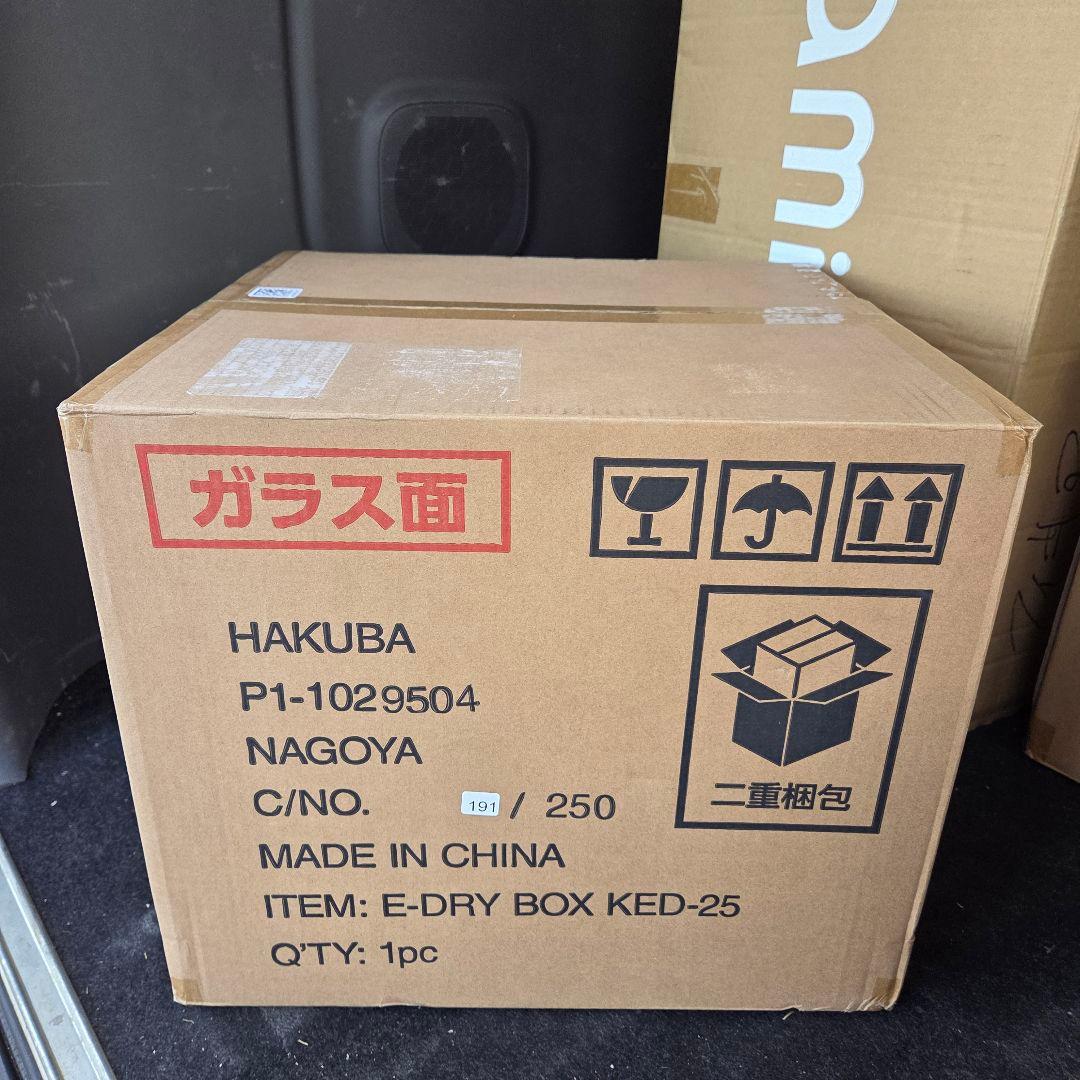 ami
ガラス面
HAKUBA
P1-1029504
NAGOYA
C/NO. 191 / 250
MADE IN CHINA
ITEM: E-DRY BOX KED-25
Q'TY: 1pc
二重梱包